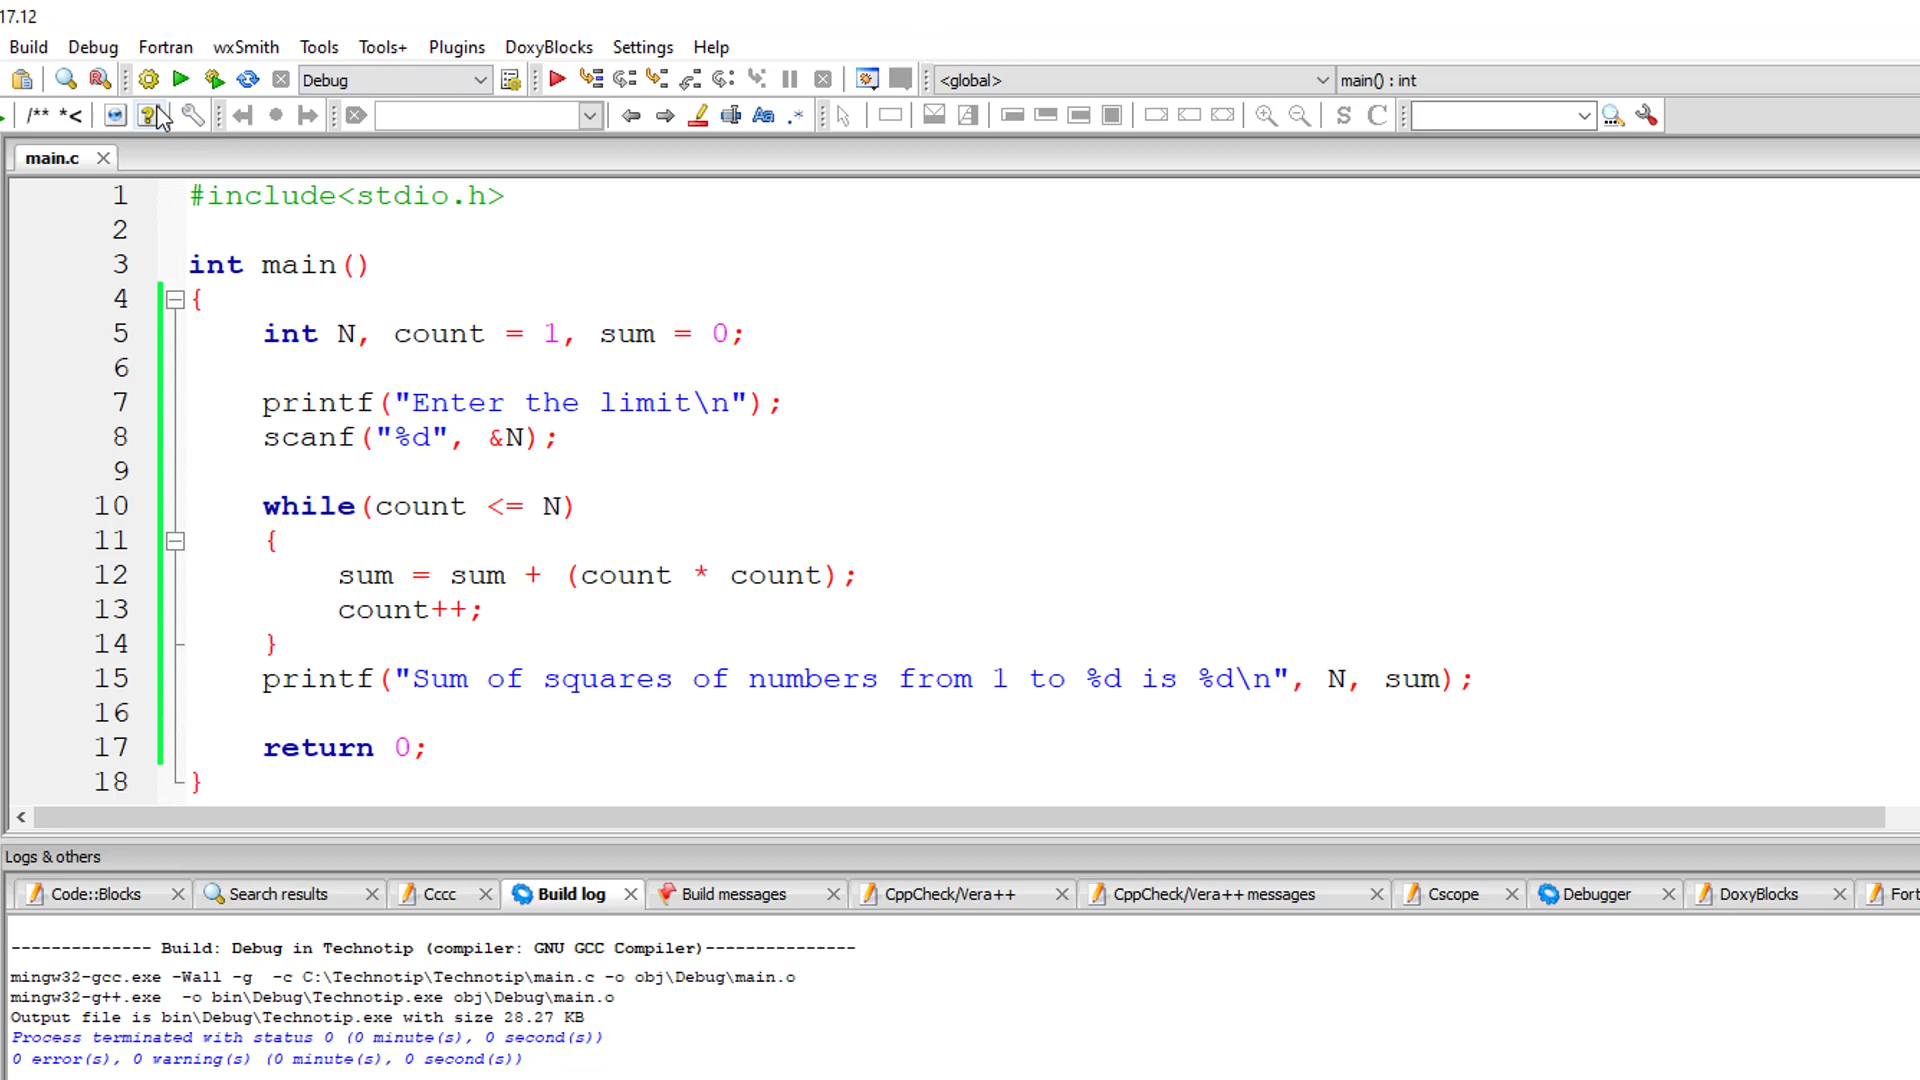 17.12
Build Debug Fortran wxSmith Tools Tools+ Plugins DoxyBlocks Settings Help
Debug <global> main() : int
/** *< Aa .* S C
main.c
1 #include<stdio.h>
2
3 int main()
4 {
5 int N, count = 1, sum = 0;
6
7 printf("Enter the limit\n");
8 scanf("%d", &N);
9
10 while(count <= N)
11 {
12 sum = sum + (count * count);
13 count++;
14 }
15 printf("Sum of squares of numbers from 1 to %d is %d\n", N, sum);
16
17 return 0;
18 }
Logs & others
Code::Blocks Search results Cccc Build log Build messages CppCheck/Vera++ CppCheck/Vera++ messages Cscope Debugger DoxyBlocks Fort
-------------- Build: Debug in Technotip (compiler: GNU GCC Compiler)---------------
mingw32-gcc.exe -Wall -g -c C:\Technotip\Technotip\main.c -o obj\Debug\main.o
mingw32-g++.exe -o bin\Debug\Technotip.exe obj\Debug\main.o
Output file is bin\Debug\Technotip.exe with size 28.27 KB
Process terminated with status 0 (0 minute(s), 0 second(s))
0 error(s), 0 warning(s) (0 minute(s), 0 second(s))